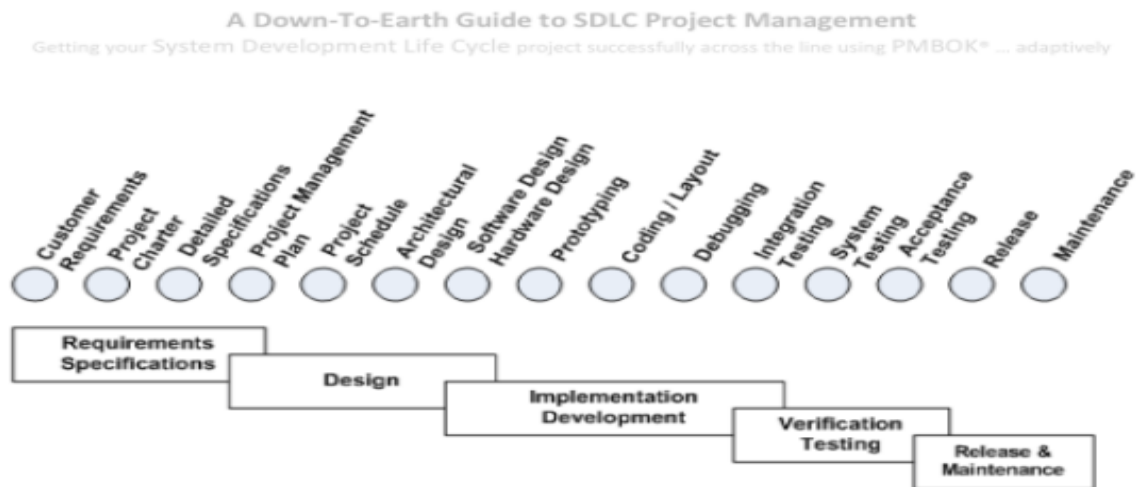 A Down-To-Earth Guide to SDLC Project Management
Getting your System Development Life Cycle project successfully across the line using PMBOK® ... adaptively
Customer
Requirements
Project
Charter
Detailed
Specifications
Project Management
Plan
Project
Schedule
Architectural
Design
Software Design
Hardware Design
Prototyping
Coding / Layout
Debugging
Integration
Testing
System
Testing
Acceptance
Testing
Release
Maintenance
Requirements
Specifications
Design
Implementation
Development
Verification
Testing
Release &
Maintenance